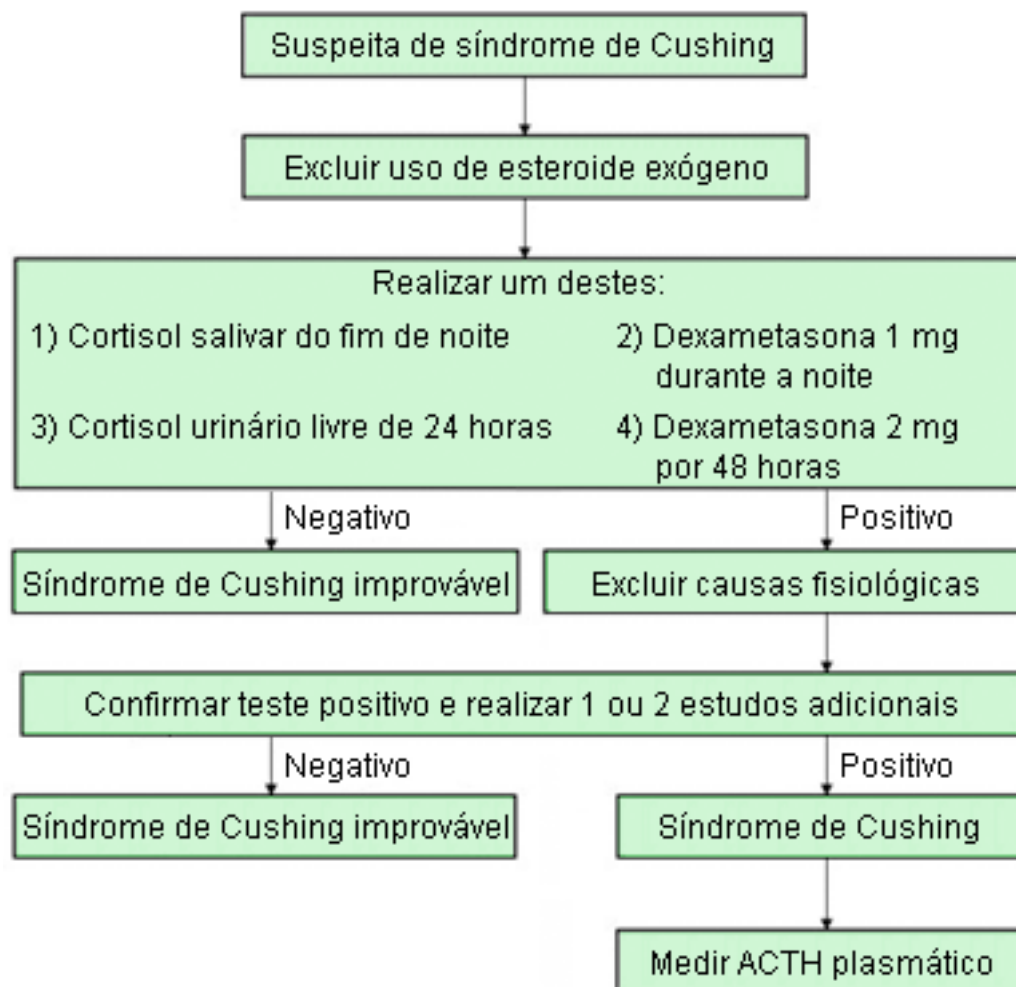 Suspeita de síndrome de Cushing
Excluir uso de esteroide exógeno
Realizar um destes:
1) Cortisol salivar do fim de noite
2) Dexametasona 1 mg
durante a noite
3) Cortisol urinário livre de 24 horas
4) Dexametasona 2 mg
por 48 horas
Negativo
Positivo
Síndrome de Cushing improvável
Excluir causas fisiológicas
Confirmar teste positivo e realizar 1 ou 2 estudos adicionais
Negativo
Positivo
Síndrome de Cushing improvável
Síndrome de Cushing
Medir ACTH plasmático